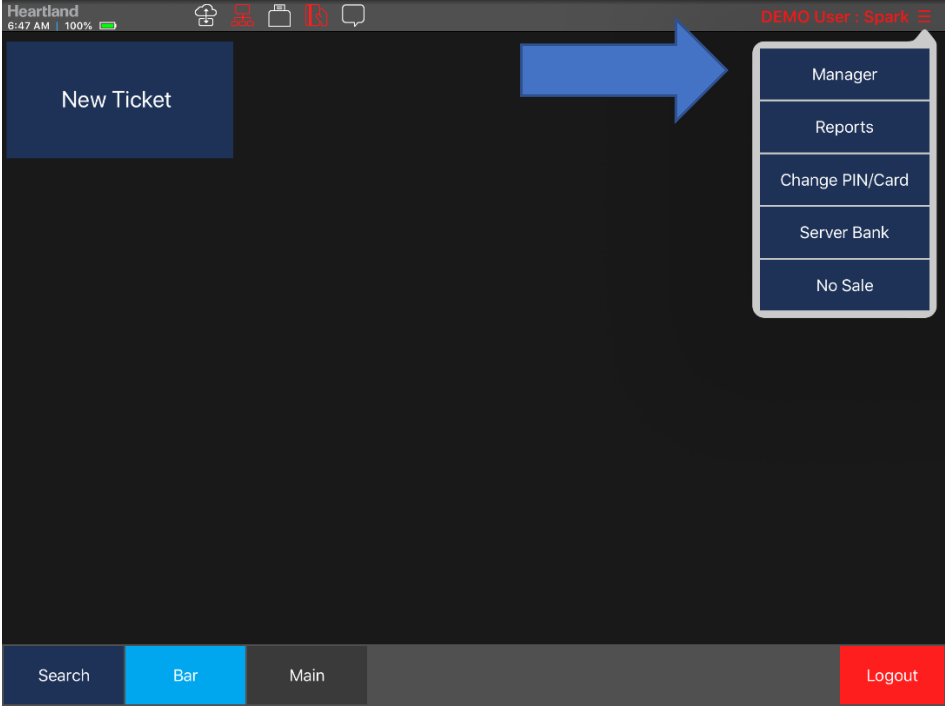 Heartland
6:47 AM | 100%
DEMO User : Spark
New Ticket
Manager
Reports
Change PIN/Card
Server Bank
No Sale
Search
Bar
Main
Logout